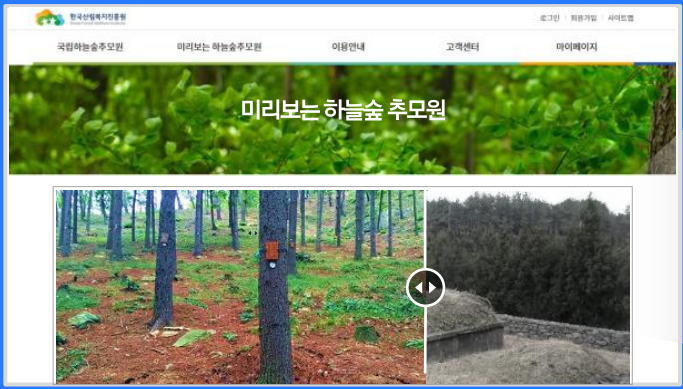 한국산림복지진흥원
로그인 | 회원가입 | 사이트맵
국립하늘숲추모원 미리보는 하늘숲추모원 이용안내 고객센터 마이페이지
미리보는 하늘숲 추모원